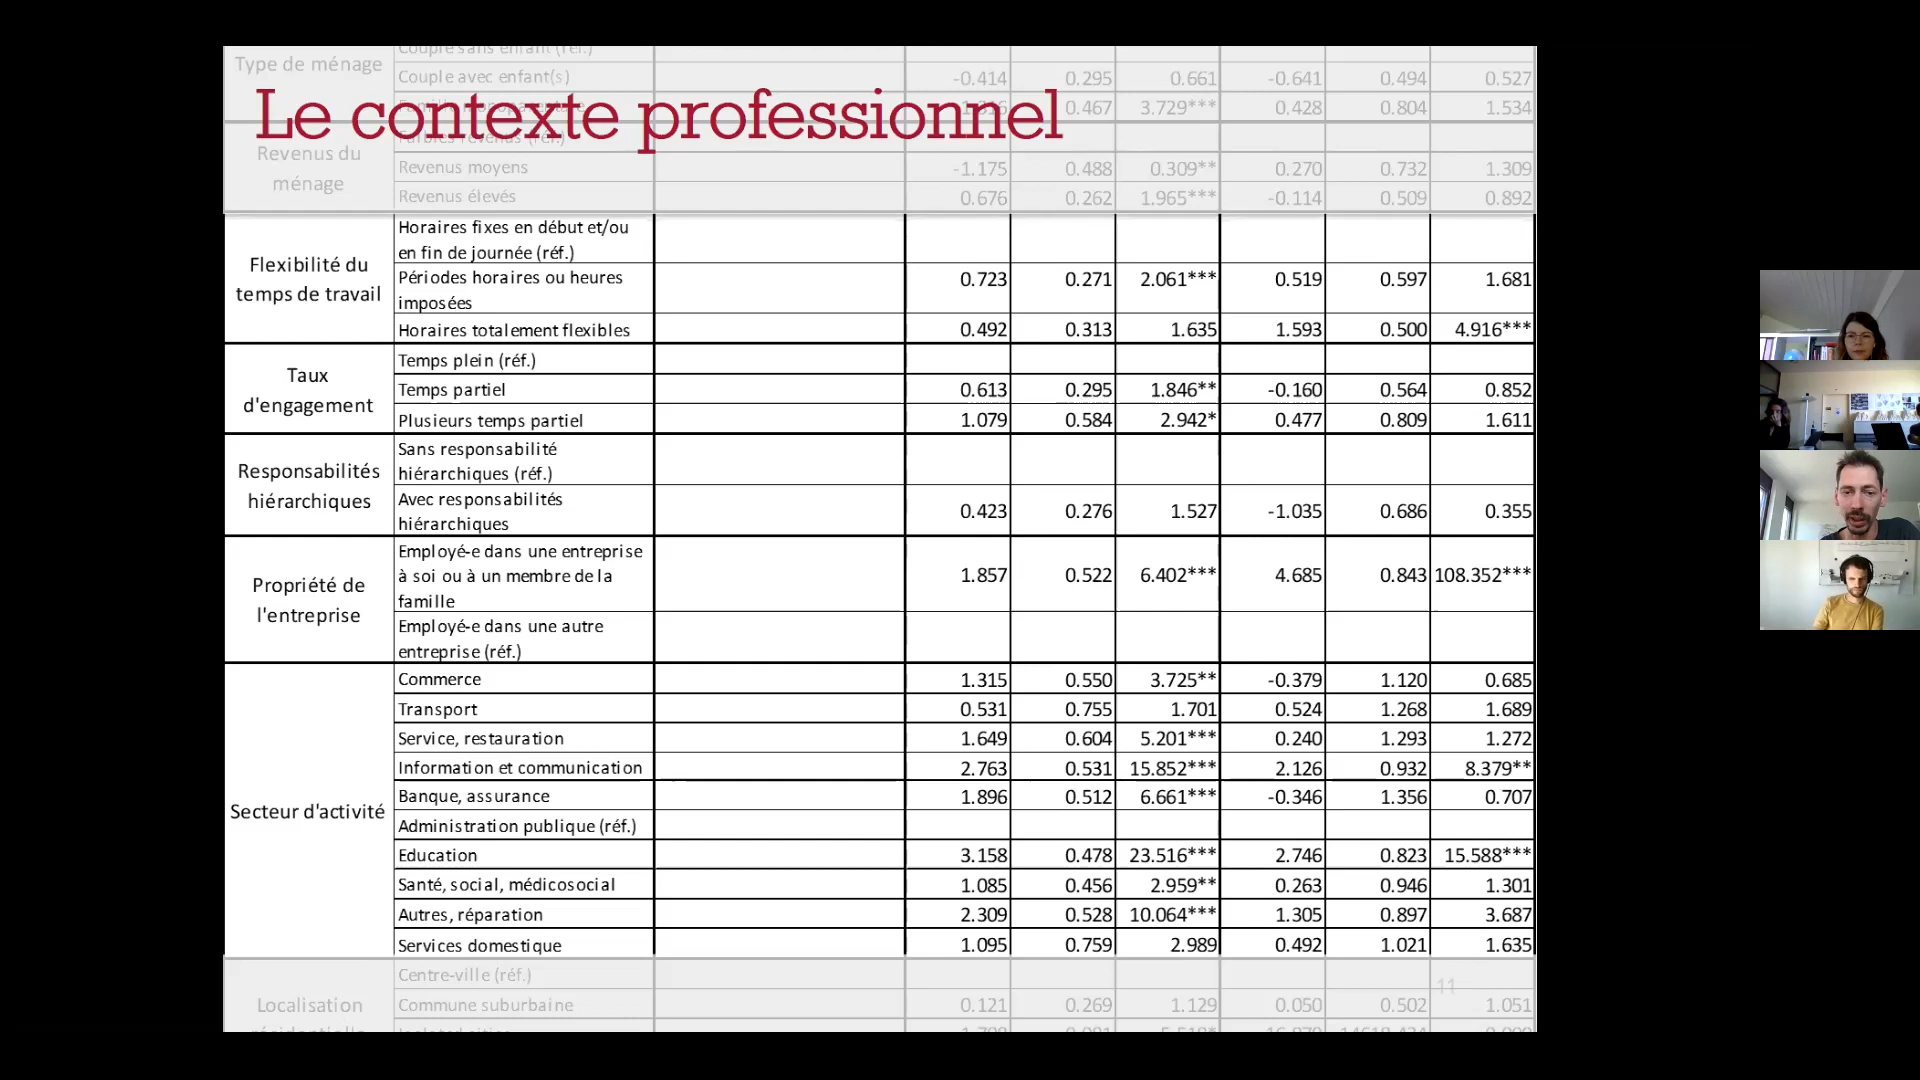 Couple sans enfant (réf.)
Type de ménage
Couple avec enfant(s) -0.414 0.295 0.661 -0.641 0.494 0.527
Le contexte professionnel
0.467 3.729*** 0.428 0.804 1.534
Revenus du ménage
Revenus moyens -1.175 0.488 0.309** 0.270 0.732 1.309
Revenus élevés 0.676 0.262 1.965*** -0.114 0.509 0.892
Flexibilité du temps de travail
Horaires fixes en début et/ou en fin de journée (réf.)
Périodes horaires ou heures imposées 0.723 0.271 2.061*** 0.519 0.597 1.681
Horaires totalement flexibles 0.492 0.313 1.635 1.593 0.500 4.916***
Taux d'engagement
Temps plein (réf.)
Temps partiel 0.613 0.295 1.846** -0.160 0.564 0.852
Plusieurs temps partiel 1.079 0.584 2.942* 0.477 0.809 1.611
Responsabilités hiérarchiques
Sans responsabilité hiérarchiques (réf.)
Avec responsabilités hiérarchiques 0.423 0.276 1.527 -1.035 0.686 0.355
Propriété de l'entreprise
Employé-e dans une entreprise à soi ou à un membre de la famille 1.857 0.522 6.402*** 4.685 0.843 108.352***
Employé-e dans une autre entreprise (réf.)
Secteur d'activité
Commerce 1.315 0.550 3.725** -0.379 1.120 0.685
Transport 0.531 0.755 1.701 0.524 1.268 1.689
Service, restauration 1.649 0.604 5.201*** 0.240 1.293 1.272
Information et communication 2.763 0.531 15.852*** 2.126 0.932 8.379**
Banque, assurance 1.896 0.512 6.661*** -0.346 1.356 0.707
Administration publique (réf.)
Education 3.158 0.478 23.516*** 2.746 0.823 15.588***
Santé, social, médicosocial 1.085 0.456 2.959** 0.263 0.946 1.301
Autres, réparation 2.309 0.528 10.064*** 1.305 0.897 3.687
Services domestique 1.095 0.759 2.989 0.492 1.021 1.635
Centre-ville (réf.)
11
Localisation
Commune suburbaine 0.121 0.269 1.129 0.050 0.502 1.051